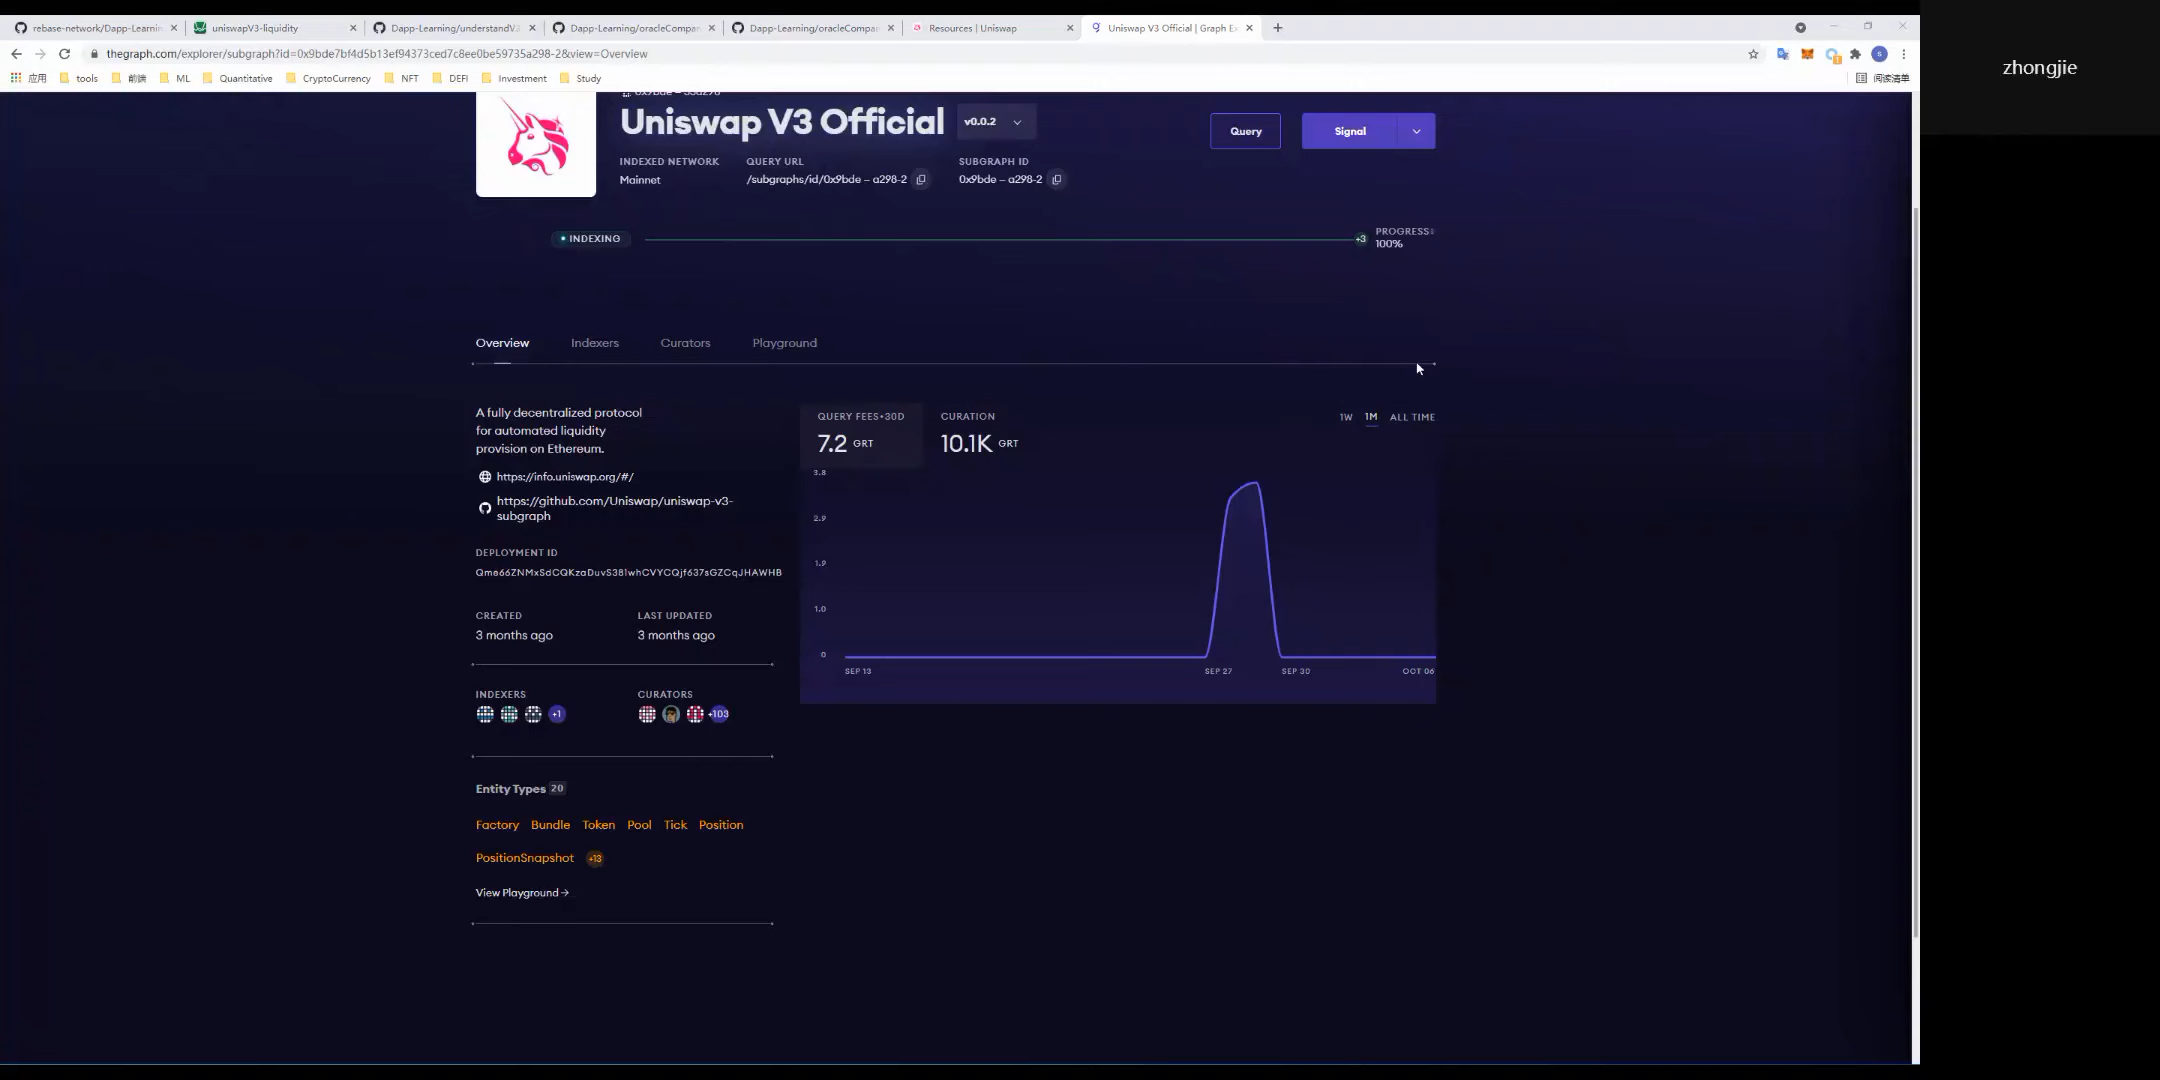 rebase-network/Dapp-Learnin
uniswapV3-liquidity
Dapp-Learning/understandV3
Dapp-Learning/oracleCompar
Dapp-Learning/oracleCompar
Resources | Uniswap
Uniswap V3 Official | Graph Ex
thegraph.com/explorer/subgraph?id=0x9bde7bf4d5b13ef94373ced7c8ee0be59735a298-2&view=Overview
应用
tools
前端
ML
Quantitative
CryptoCurrency
NFT
DEFI
Investment
Study
阅读清单
zhongjie
Uniswap V3 Official
v0.0.2
Query
Signal
INDEXED NETWORK
QUERY URL
SUBGRAPH ID
Mainnet
/subgraphs/id/0x9bde – a298-2
0x9bde – a298-2
INDEXING
+3
PROGRESS
100%
Overview
Indexers
Curators
Playground
A fully decentralized protocol
for automated liquidity
provision on Ethereum.
https://info.uniswap.org/#/
https://github.com/Uniswap/uniswap-v3-
subgraph
DEPLOYMENT ID
CREATED
LAST UPDATED
3 months ago
3 months ago
INDEXERS
CURATORS
+1
+103
Entity Types 20
Factory Bundle Token Pool Tick Position
PositionSnapshot +13
View Playground →
QUERY FEES•30D
CURATION
7.2 GRT
10.1K GRT
1W
1M
ALL TIME
3.8
2.9
1.9
1.0
0
SEP 13
SEP 27
SEP 30
OCT 06